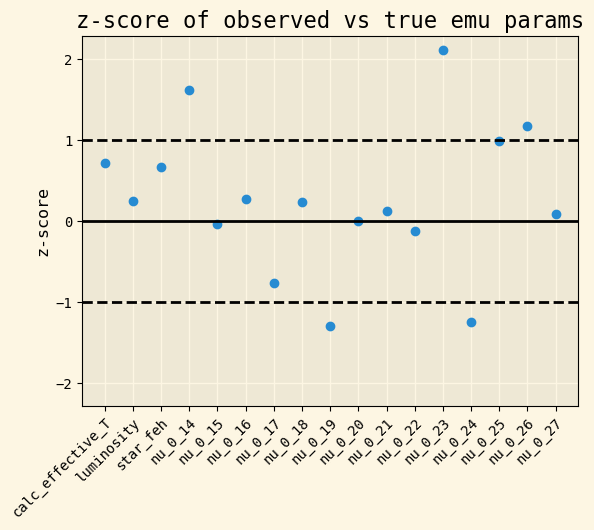 z-score of observed vs true emu params
z-score
2
1
0
−1
−2
calc_effective_T
luminosity
star_feh
nu_0_14
nu_0_15
nu_0_16
nu_0_17
nu_0_18
nu_0_19
nu_0_20
nu_0_21
nu_0_22
nu_0_23
nu_0_24
nu_0_25
nu_0_26
nu_0_27